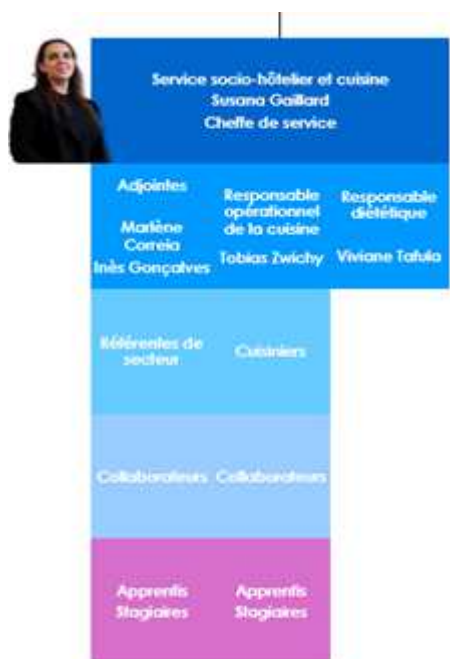 Service socio-hôtelier et cuisine
Susana Gaillard
Cheffe de service
Adjointes
Marlène
Correia
Inès Gonçalves
Responsable
opérationnel
de la cuisine
Tobias Zwichy
Responsable
diététique
Viviane Tafula
Référentes de
secteur
Cuisiniers
Collaborateurs
Collaborateurs
Apprentis
Stagiaires
Apprentis
Stagiaires